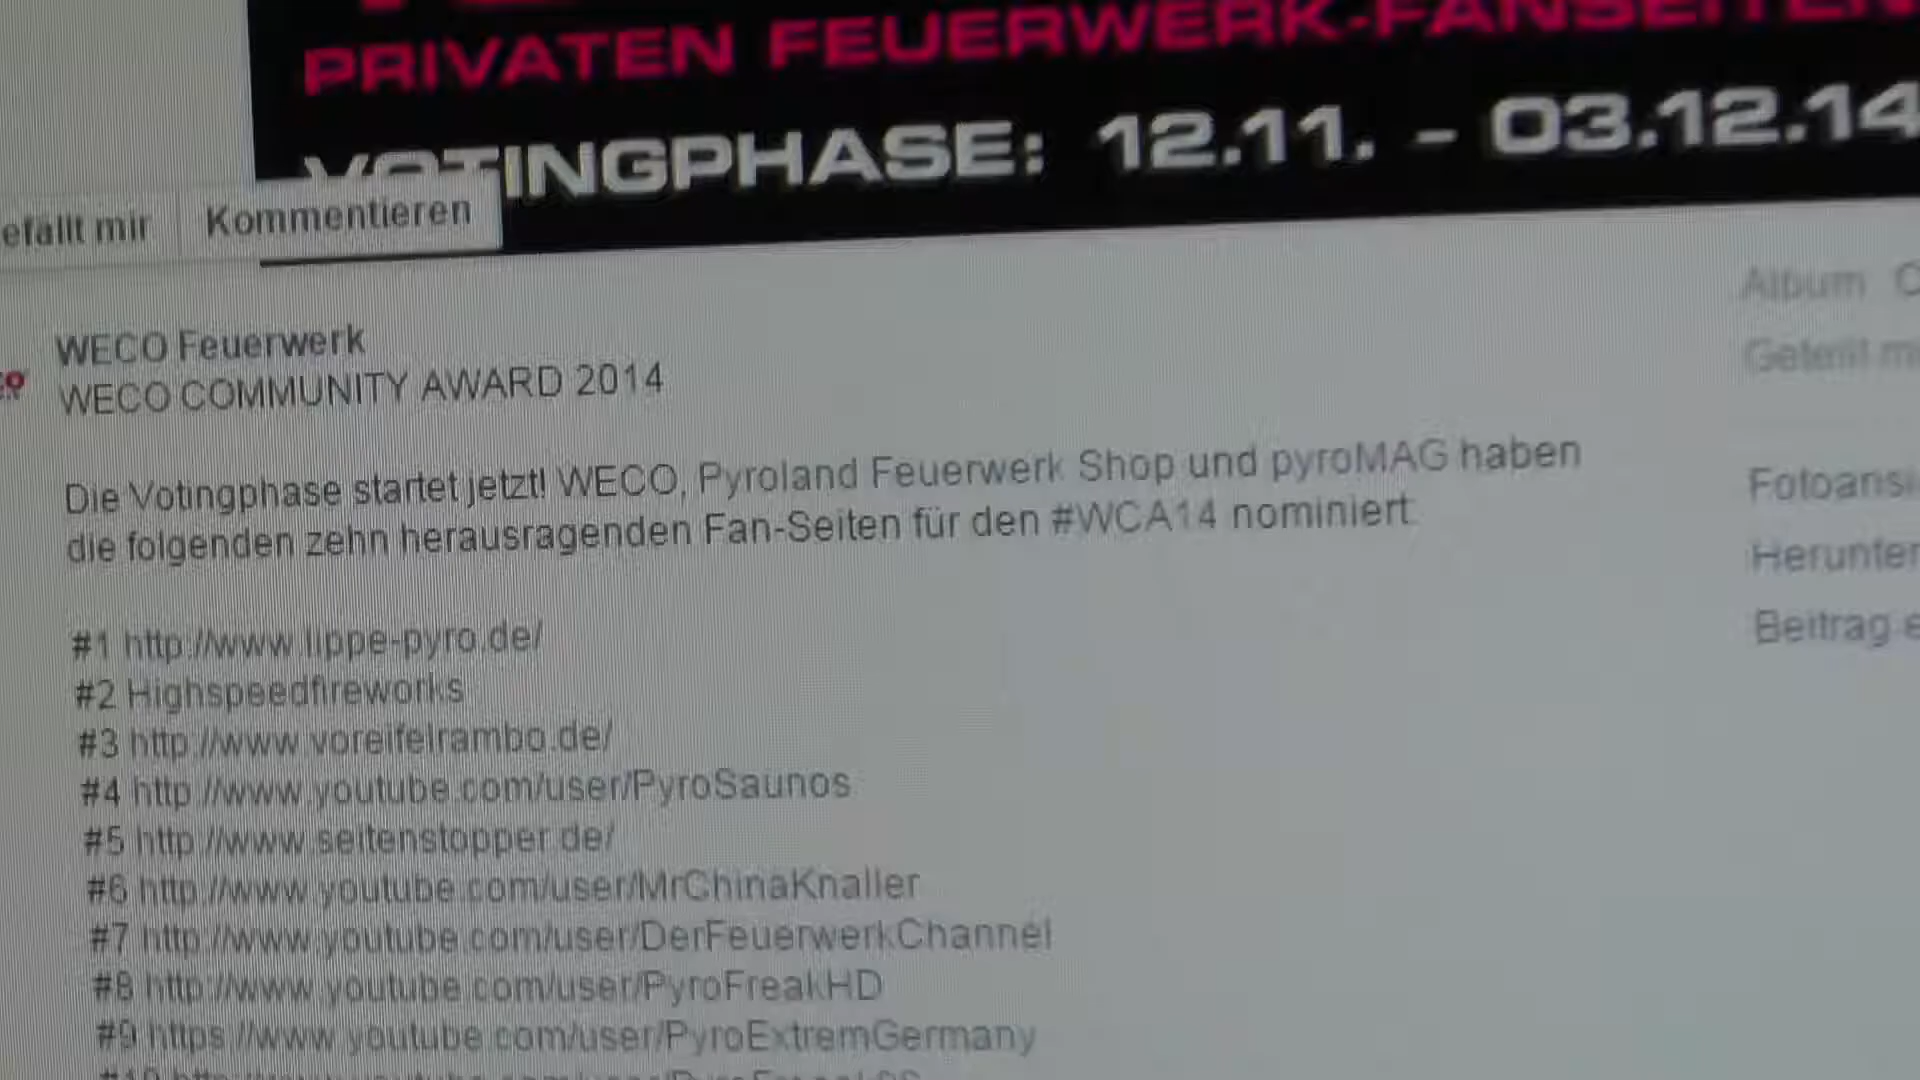 PRIVATEN FEUERWERK-FANSEITEN
VOTINGPHASE: 12.11. - 03.12.14
efällt mir Kommentieren
WECO Feuerwerk
WECO COMMUNITY AWARD 2014
Die Votingphase startet jetzt! WECO, Pyroland Feuerwerk Shop und pyroMAG haben
die folgenden zehn herausragenden Fan-Seiten für den #WCA14 nominiert:
#1 http://www.lippe-pyro.de/
#2 Highspeedfireworks
#3 http://www.voreifelrambo.de/
#4 http://www.youtube.com/user/PyroSaunos
#5 http://www.seitenstopper.de/
#6 http://www.youtube.com/user/MrChinaKnaller
#7 http://www.youtube.com/user/DerFeuerwerkChannel
#8 http://www.youtube.com/user/PyroFreakHD
#9 https://www.youtube.com/user/PyroExtremGermany
#10
Album
Geteilt mi
Fotoansi
Herunter
Beitrag e